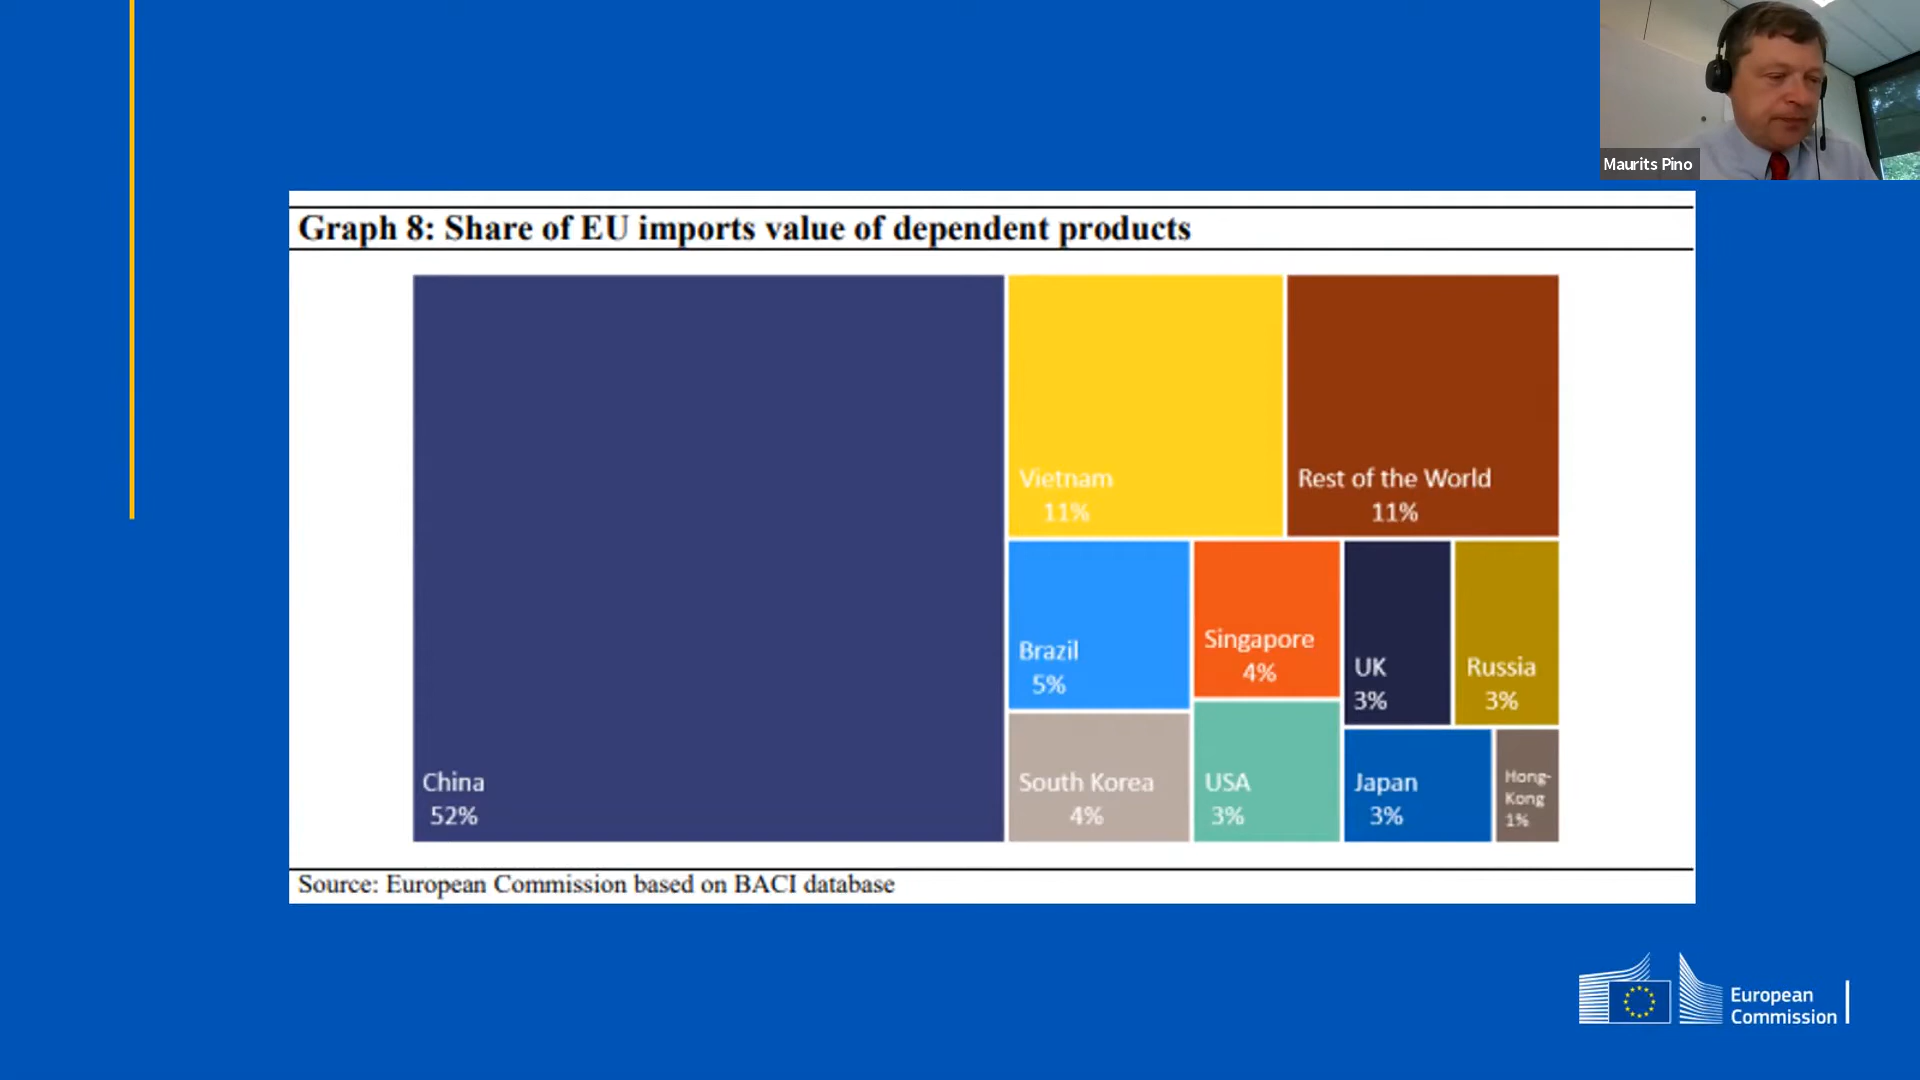 Maurits Pino
Graph 8: Share of EU imports value of dependent products
Vietnam
11%
Rest of the World
11%
Brazil
5%
Singapore
4%
UK
3%
Russia
3%
China
52%
South Korea
4%
USA
3%
Japan
3%
Hong-
Kong
1%
Source: European Commission based on BACI database
European
Commission